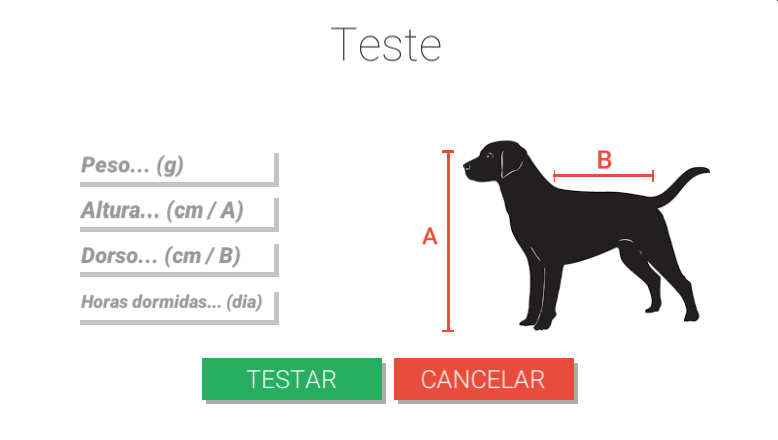 Teste
Peso... (g)
Altura... (cm / A)
Dorso... (cm / B)
Horas dormidas... (dia)
A
B
TESTAR
CANCELAR